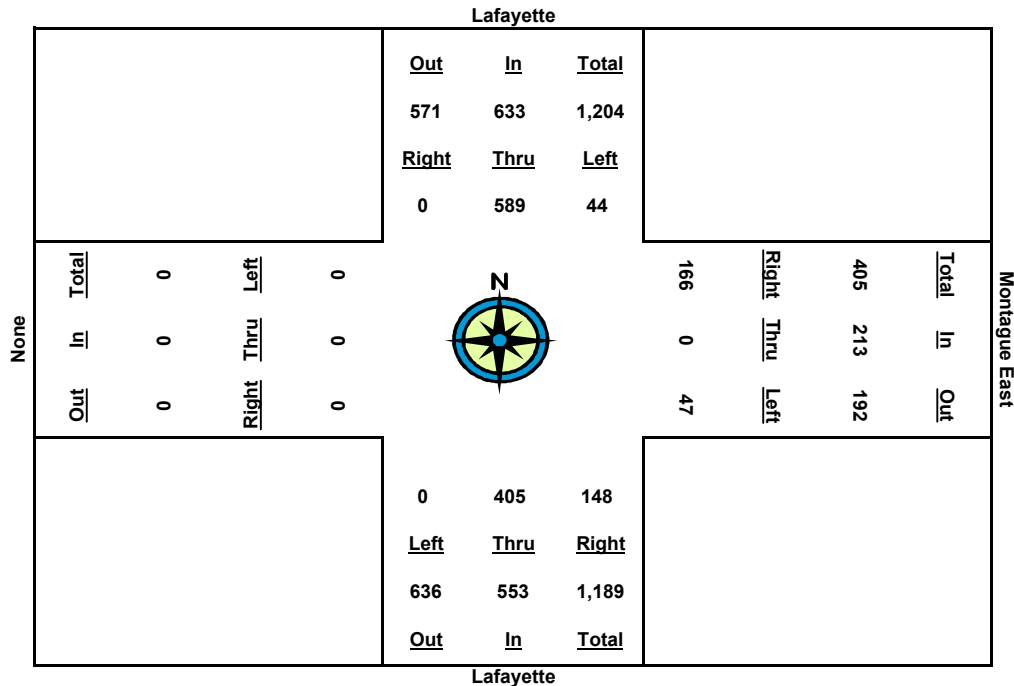 Lafayette
Out In Total
571 633 1,204
Right Thru Left
0 589 44
None
Total In Out
0 0 0
Left Thru Right
0 0 0
N
166 0 47
Right Thru Left
405 213 192
Total In Out
Montague East
0 405 148
Left Thru Right
636 553 1,189
Out In Total
Lafayette